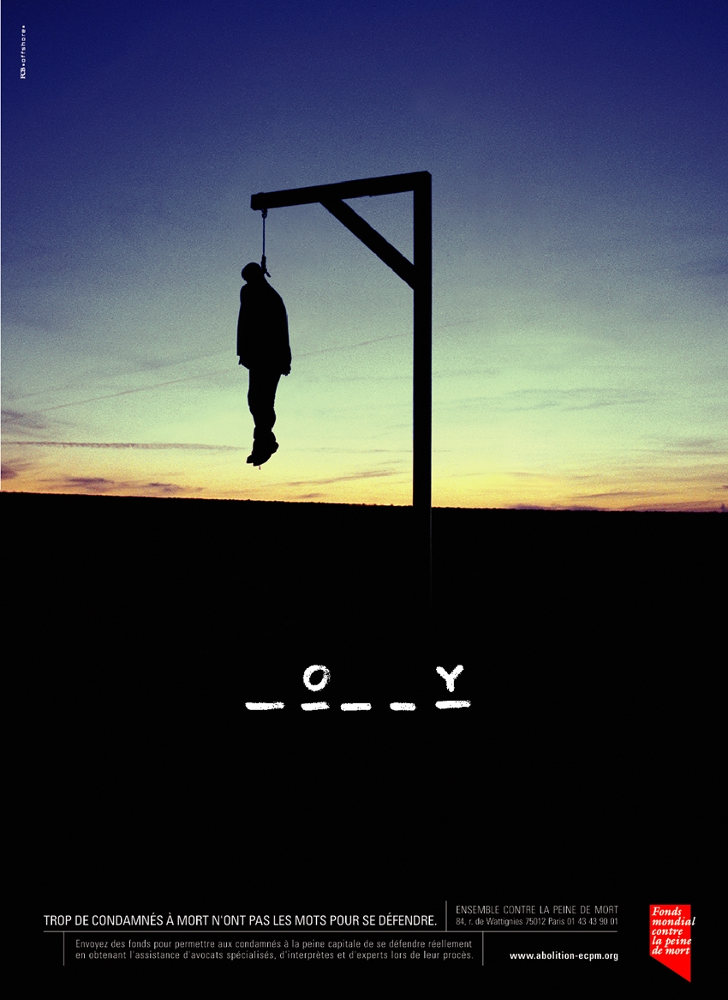 FCB•offshore•
_ O _ _ Y
TROP DE CONDAMNÉS À MORT N'ONT PAS LES MOTS POUR SE DÉFENDRE.
Envoyez des fonds pour permettre aux condamnés à la peine capitale de se défendre réellement
en obtenant l'assistance d'avocats spécialisés, d'interprètes et d'experts lors de leur procès.
ENSEMBLE CONTRE LA PEINE DE MORT
84, r. de Wattignies 75012 Paris 01 43 43 90 01
www.abolition-ecpm.org
Fonds
mondial
contre
la peine
de mort